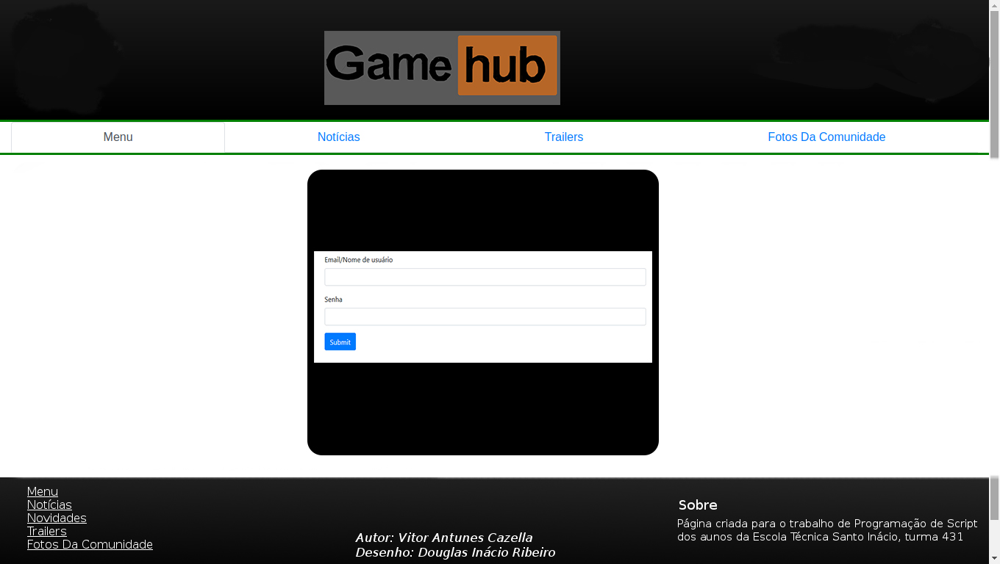 Game hub
Menu
Notícias
Trailers
Fotos Da Comunidade
Email/Nome de usuário
Senha
Submit
Menu
Notícias
Novidades
Trailers
Fotos Da Comunidade
Autor: Vitor Antunes Cazella
Desenho: Douglas Inácio Ribeiro
Sobre
Página criada para o trabalho de Programação de Script
dos aunos da Escola Técnica Santo Inácio, turma 431